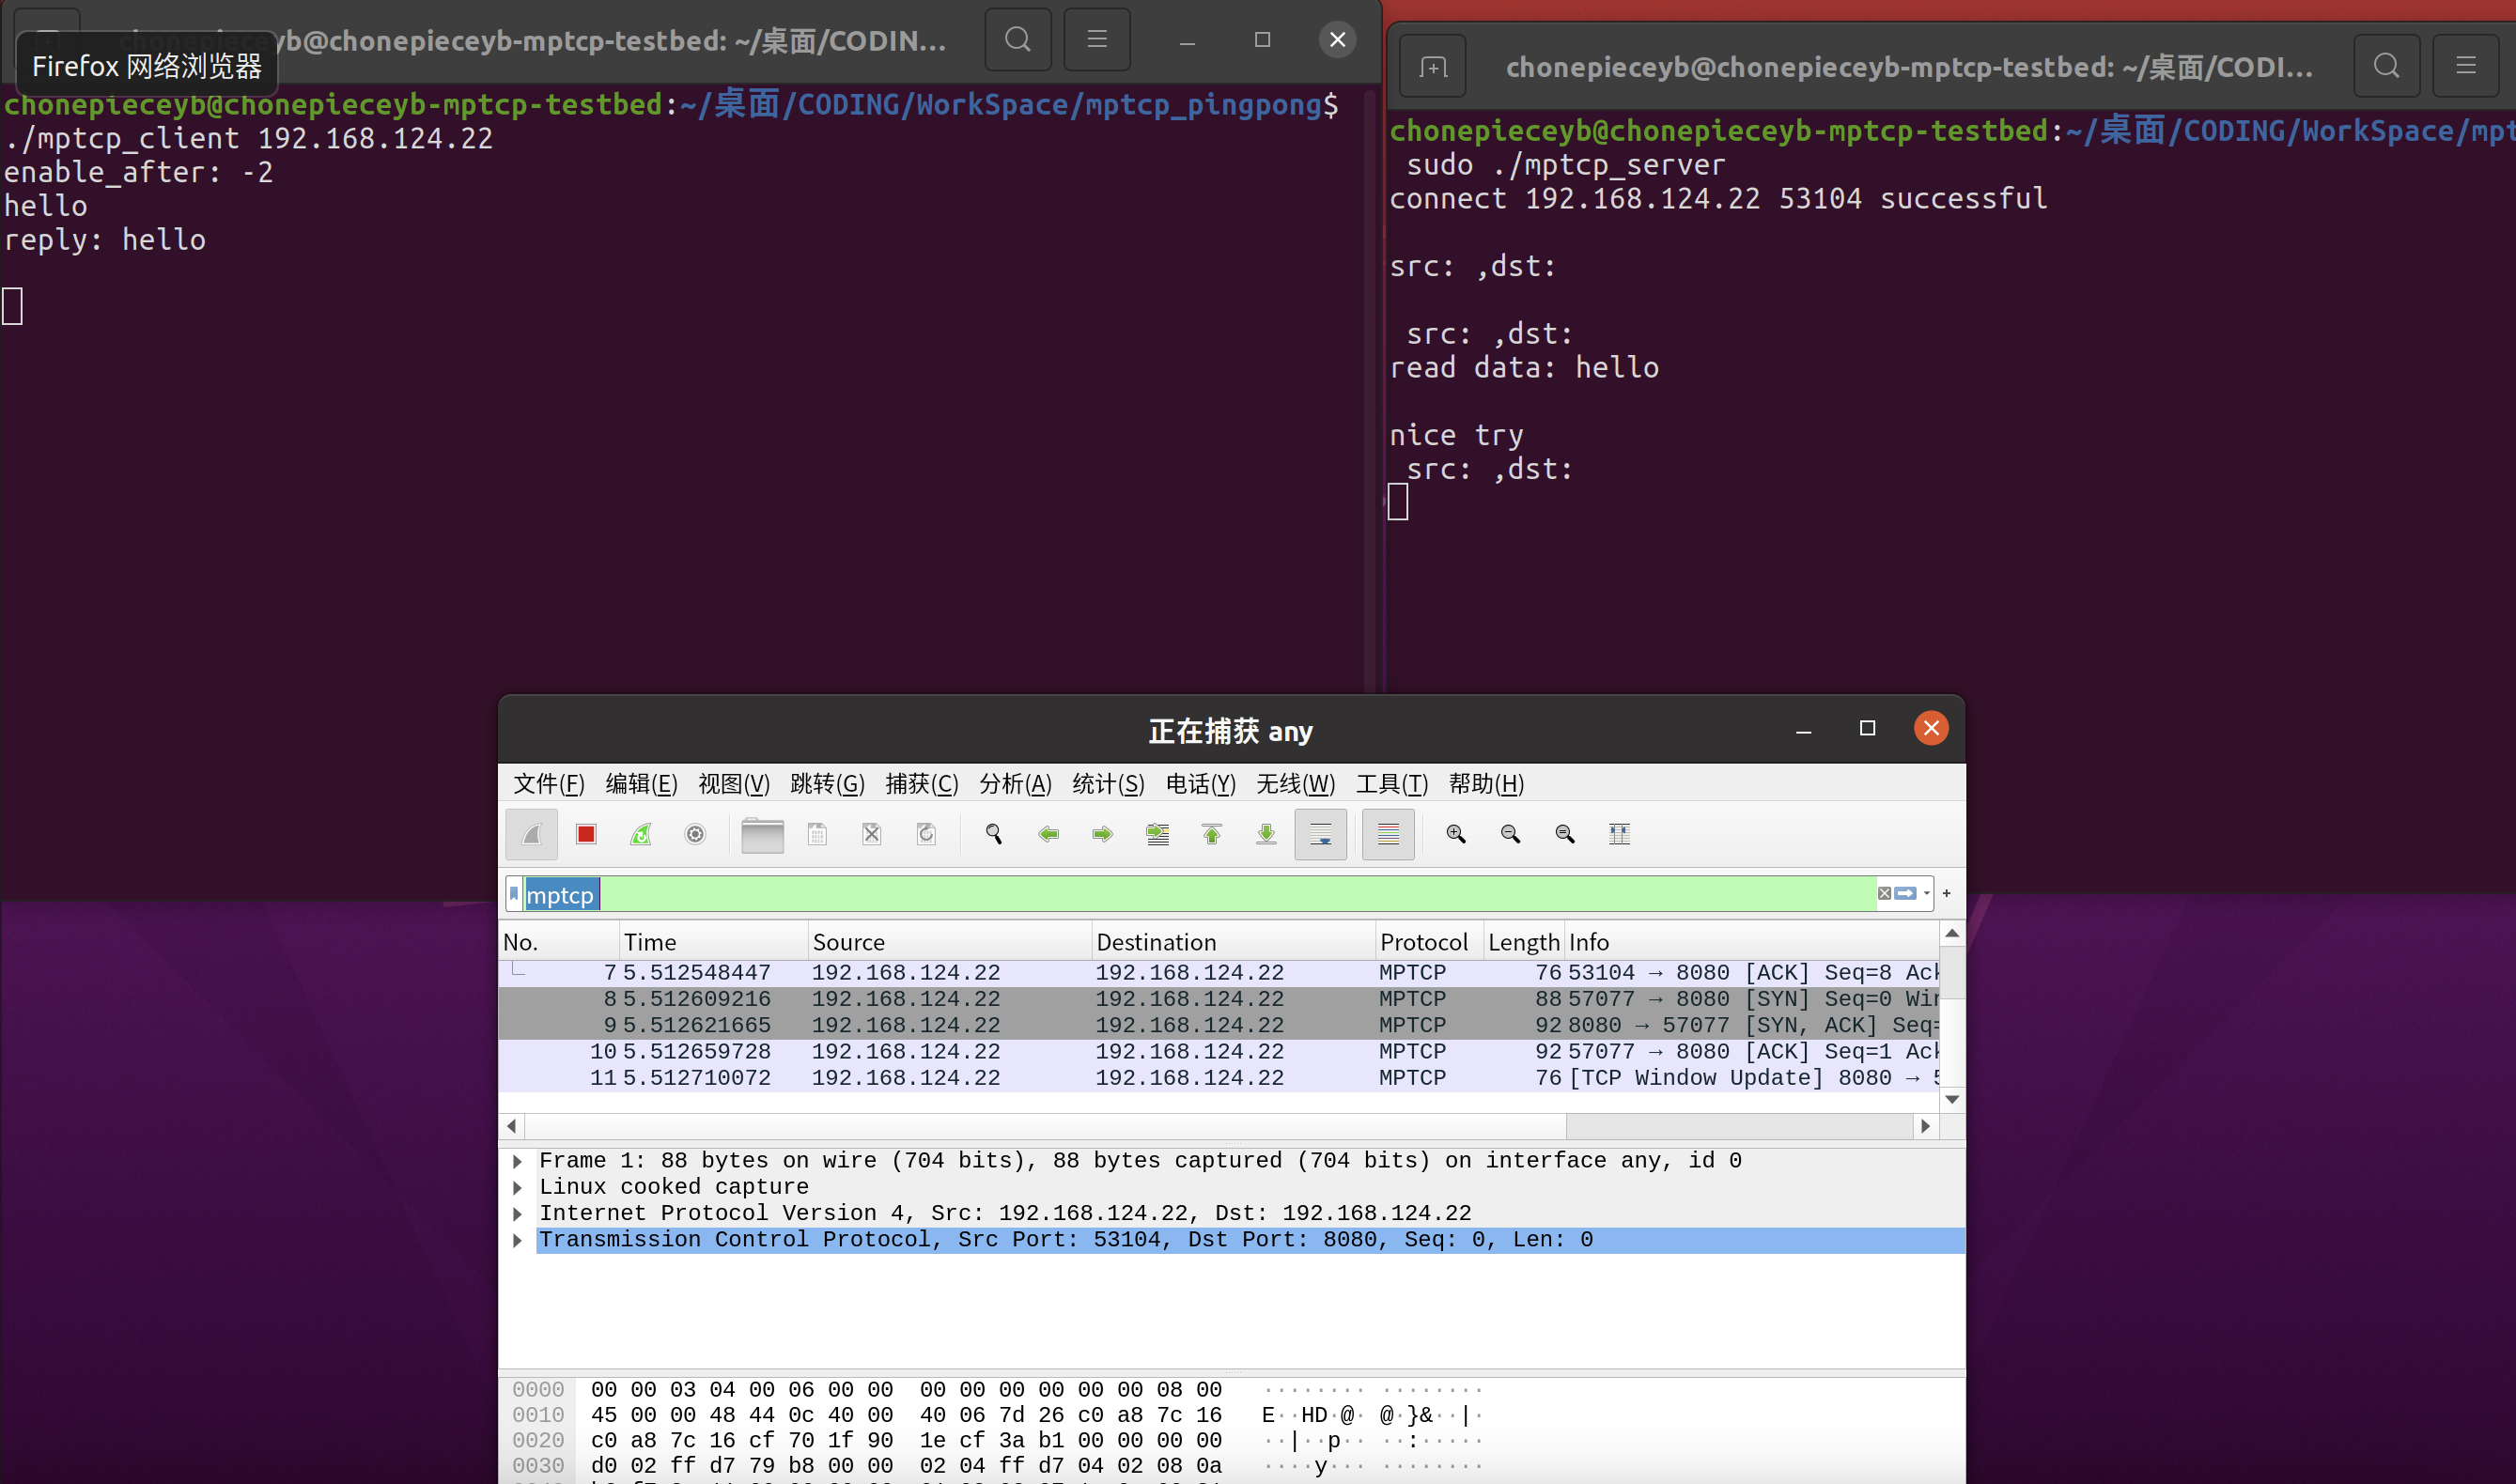 yb@chonepieceyb-mptcp-testbed: ~/桌面/CODIN...
Firefox 网络浏览器
chonepieceyb@chonepieceyb-mptcp-testbed:~/桌面/CODING/WorkSpace/mptcp_pingpong$
./mptcp_client 192.168.124.22
enable_after: -2
hello
reply: hello
chonepieceyb@chonepieceyb-mptcp-testbed: ~/桌面/CODI...
chonepieceyb@chonepieceyb-mptcp-testbed:~/桌面/CODING/WorkSpace/mpt
sudo ./mptcp_server
connect 192.168.124.22 53104 successful
src: ,dst:
src: ,dst:
read data: hello
nice try
src: ,dst:
正在捕获 any
文件(F) 编辑(E) 视图(V) 跳转(G) 捕获(C) 分析(A) 统计(S) 电话(Y) 无线(W) 工具(T) 帮助(H)
mptcp
No. Time Source Destination Protocol Length Info
7 5.512548447 192.168.124.22 192.168.124.22 MPTCP 76 53104 → 8080 [ACK] Seq=8 Ack
8 5.512609216 192.168.124.22 192.168.124.22 MPTCP 88 57077 → 8080 [SYN] Seq=0 Win
9 5.512621665 192.168.124.22 192.168.124.22 MPTCP 92 8080 → 57077 [SYN, ACK] Seq=
10 5.512659728 192.168.124.22 192.168.124.22 MPTCP 92 57077 → 8080 [ACK] Seq=1 Ack
11 5.512710072 192.168.124.22 192.168.124.22 MPTCP 76 [TCP Window Update] 8080 → 5
Frame 1: 88 bytes on wire (704 bits), 88 bytes captured (704 bits) on interface any, id 0
Linux cooked capture
Internet Protocol Version 4, Src: 192.168.124.22, Dst: 192.168.124.22
Transmission Control Protocol, Src Port: 53104, Dst Port: 8080, Seq: 0, Len: 0
0000 00 00 03 04 00 06 00 00 00 00 00 00 00 00 08 00 ········ ········
0010 45 00 00 48 44 0c 40 00 40 06 7d 26 c0 a8 7c 16 E··HD·@· @·}&··|·
0020 c0 a8 7c 16 cf 70 1f 90 1e cf 3a b1 00 00 00 00 ··|··p·· ··:·····
0030 d0 02 ff d7 79 b8 00 00 02 04 ff d7 04 02 08 0a ····y··· ········